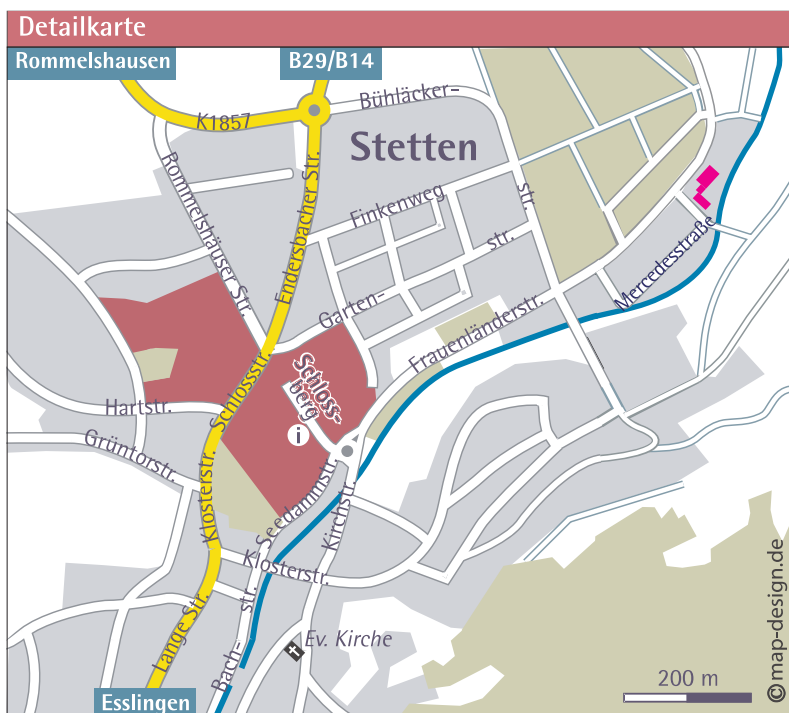 Detailkarte
Rommelshausen
B29/B14
K1857
Bühläcker-
str.
Stetten
Rommelshäuser Str.
Endersbacher Str.
Finkenweg
Garten-
str.
Mercedesstraße
Frauenländerstr.
Schlossstr.
Schloss-
berg
i
Hartstr.
Grüntorstr.
Klosterstr.
Seedammstr.
Kirchstr.
Klosterstr.
Lange Str.
Bach-
str.
Ev. Kirche
Esslingen
200 m
©map-design.de